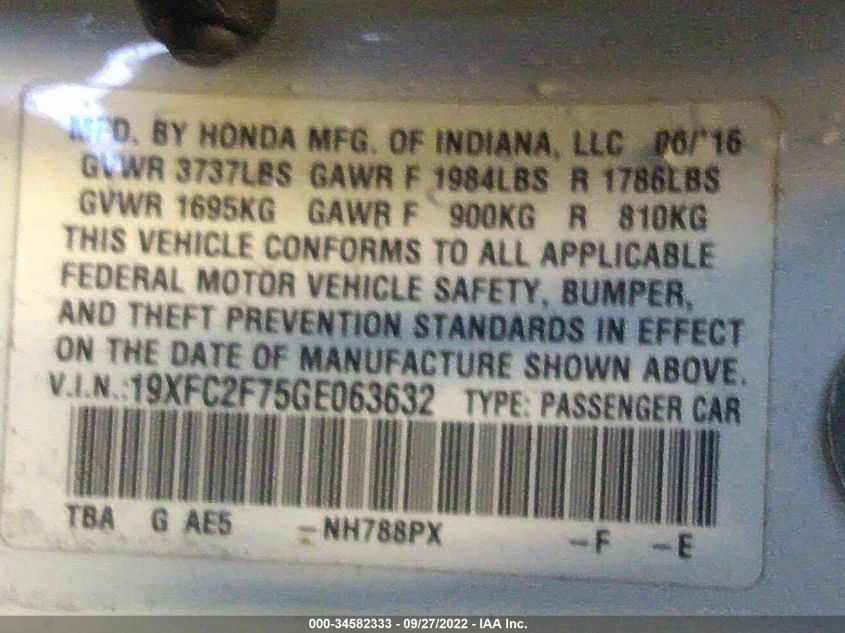 MFD. BY HONDA MFG. OF INDIANA, LLC 06/'16
GVWR 3737LBS GAWR F 1984LBS R 1786LBS
GVWR 1695KG GAWR F 900KG R 810KG
THIS VEHICLE CONFORMS TO ALL APPLICABLE
FEDERAL MOTOR VEHICLE SAFETY, BUMPER,
AND THEFT PREVENTION STANDARDS IN EFFECT
ON THE DATE OF MANUFACTURE SHOWN ABOVE.
V.I.N.:19XFC2F75GE063632 TYPE: PASSENGER CAR
TBA G AE5 -NH788PX -F -E
000-34582333 - 09/27/2022 - IAA Inc.